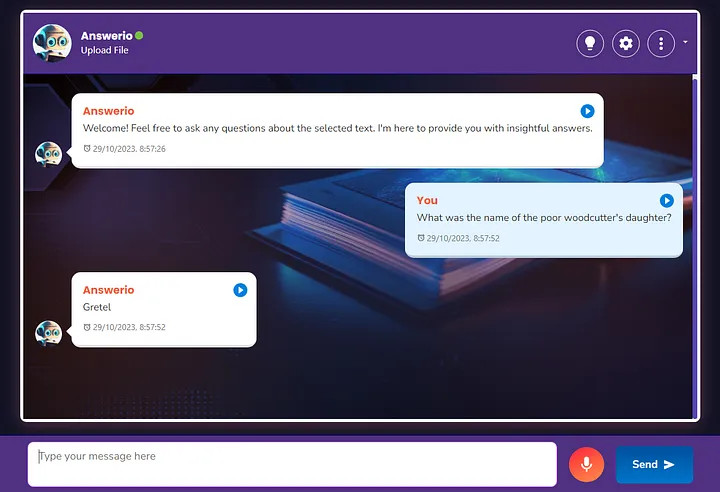 Answerio
Upload File
Answerio
Welcome! Feel free to ask any questions about the selected text. I'm here to provide you with insightful answers.
29/10/2023, 8:57:26
You
What was the name of the poor woodcutter's daughter?
29/10/2023, 8:57:52
Answerio
Gretel
29/10/2023, 8:57:52
Type your message here
Send